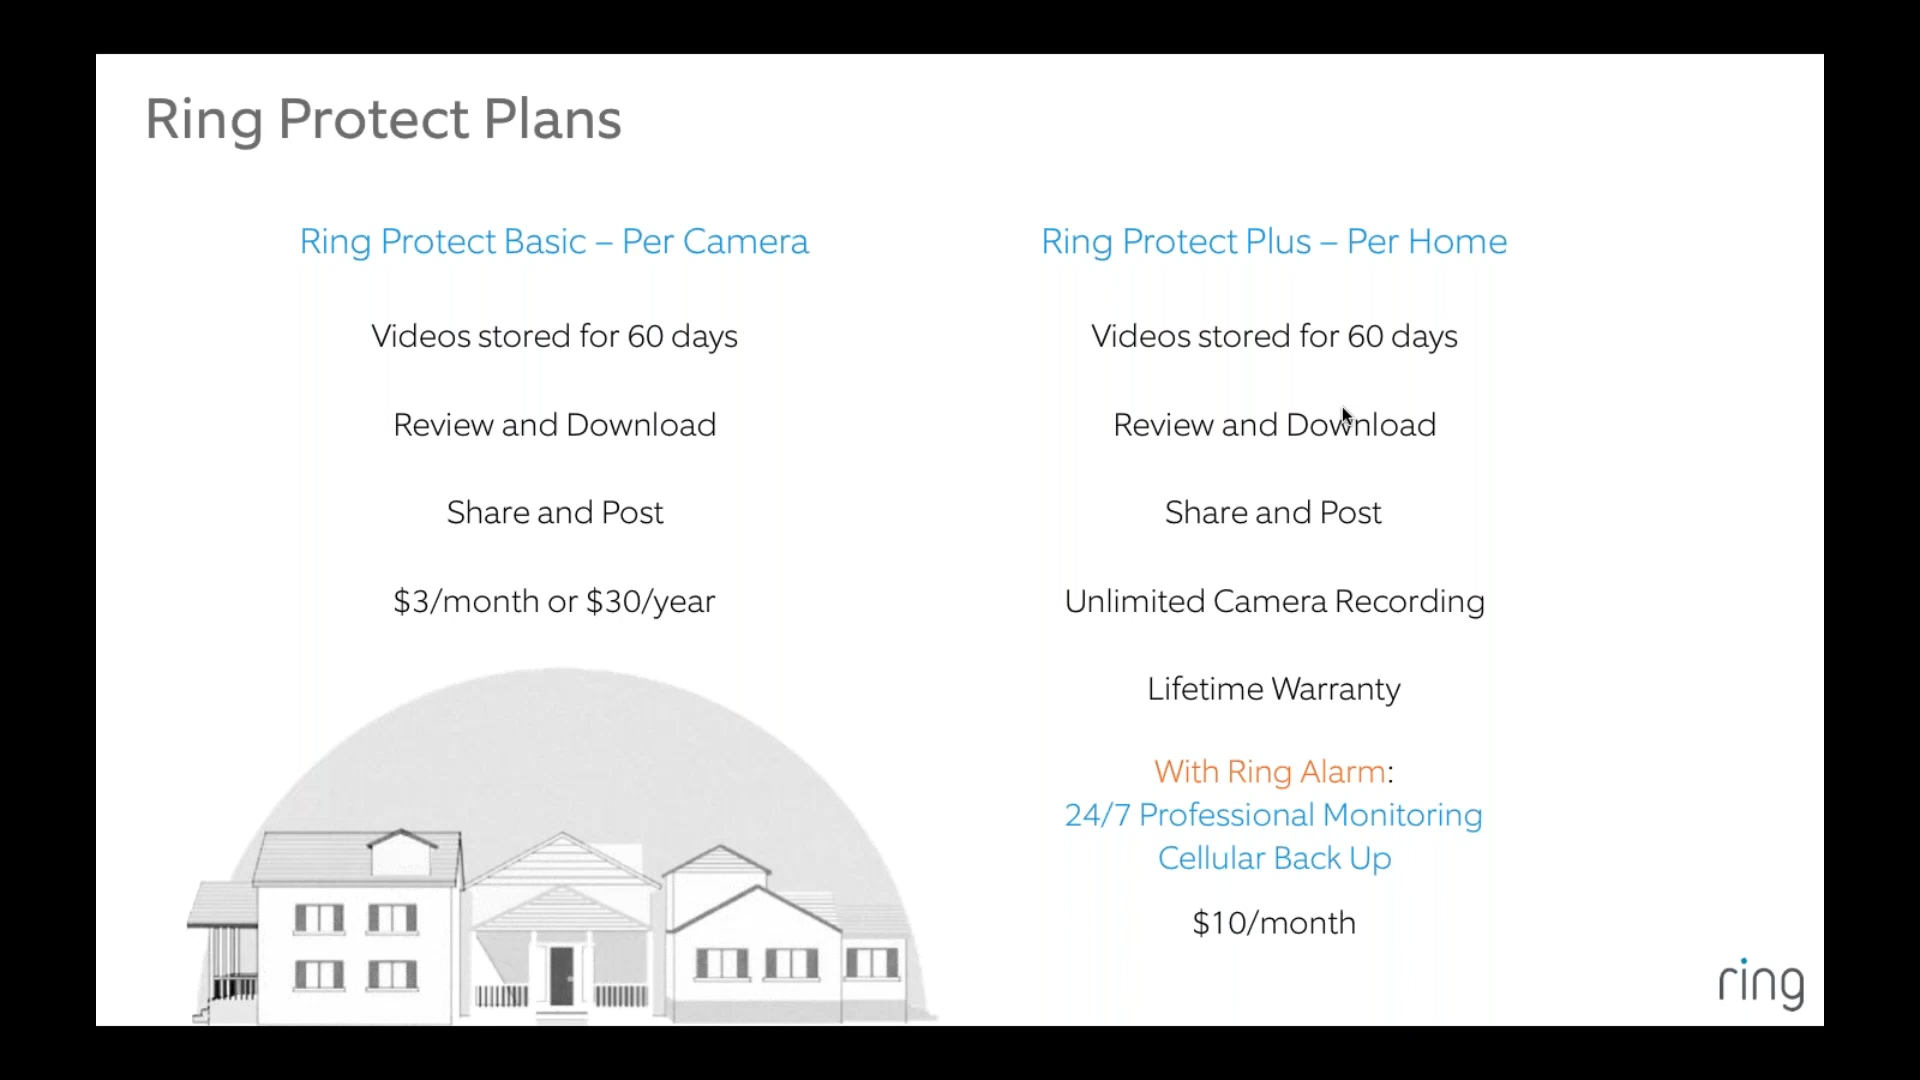 Ring Protect Plans
Ring Protect Basic – Per Camera
Videos stored for 60 days
Review and Download
Share and Post
$3/month or $30/year
Ring Protect Plus – Per Home
Videos stored for 60 days
Review and Download
Share and Post
Unlimited Camera Recording
Lifetime Warranty
With Ring Alarm:
24/7 Professional Monitoring
Cellular Back Up
$10/month
ring